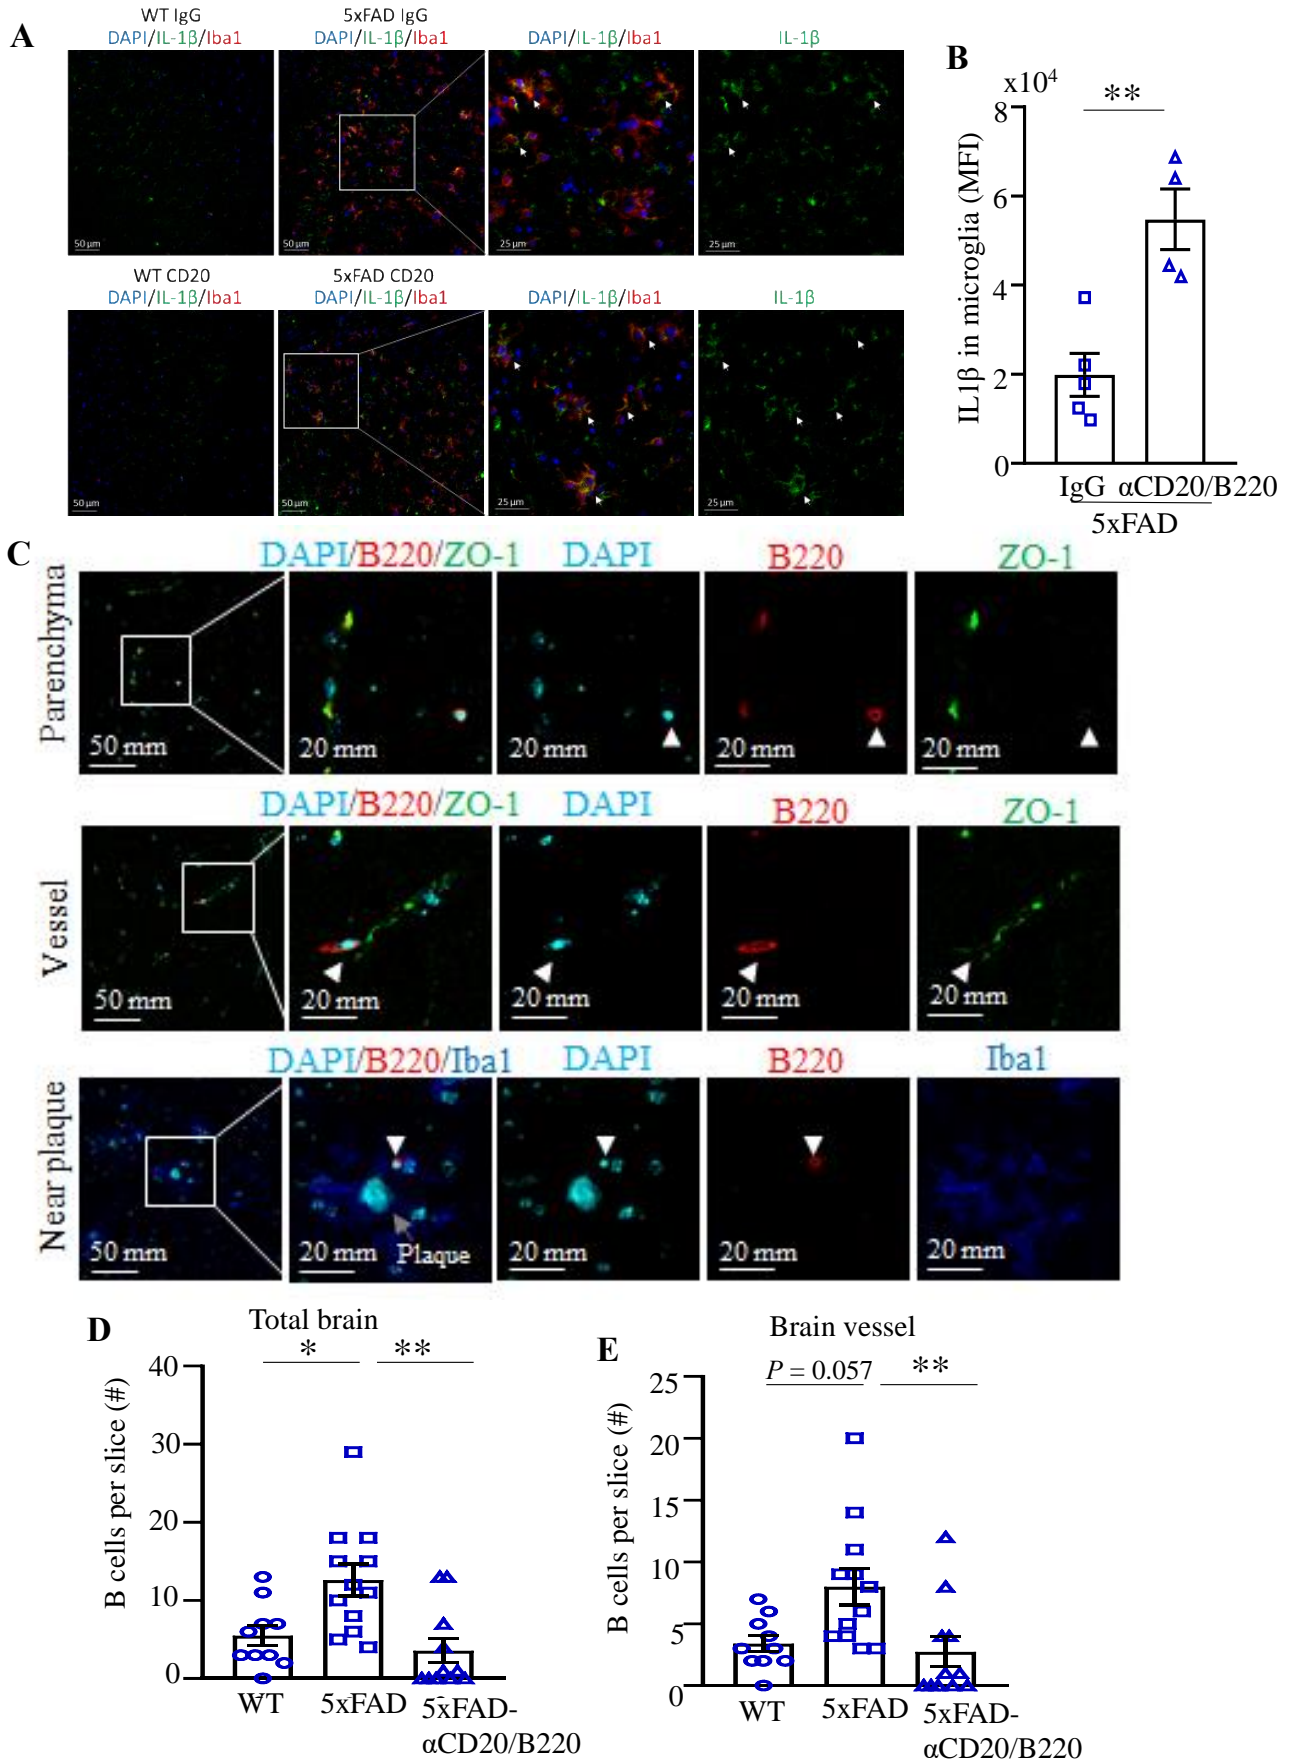 A
WT IgG
DAPI/IL-1β/Iba1
5xFAD IgG
DAPI/IL-1β/Iba1
DAPI/IL-1β/Iba1
IL-1β
50 µm
50 µm
25 µm
25 µm
WT CD20
DAPI/IL-1β/Iba1
5xFAD CD20
DAPI/IL-1β/Iba1
DAPI/IL-1β/Iba1
IL-1β
50 µm
50 µm
25 µm
25 µm
B
x10⁴
**
8
6
4
2
0
IL1β in microglia (MFI)
IgG αCD20/B220
5xFAD
C
DAPI/B220/ZO-1 DAPI B220 ZO-1
Parenchyma
50 mm 20 mm 20 mm 20 mm 20 mm
DAPI/B220/ZO-1 DAPI B220 ZO-1
Vessel
50 mm 20 mm 20 mm 20 mm 20 mm
DAPI/B220/Iba1 DAPI B220 Iba1
Near plaque
50 mm 20 mm Plaque 20 mm 20 mm 20 mm
D
Total brain
* **
40
30
20
10
0
B cells per slice (#)
WT 5xFAD 5xFAD-
αCD20/B220
E
Brain vessel
P = 0.057 **
25
20
15
10
5
0
B cells per slice (#)
WT 5xFAD 5xFAD-
αCD20/B220